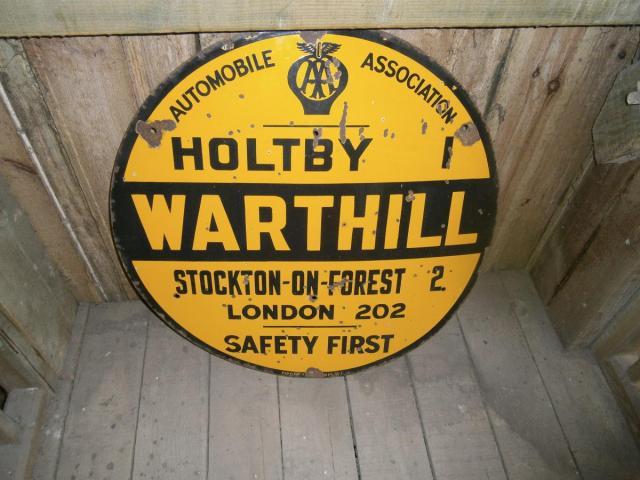 AUTOMOBILE ASSOCIATION
AA
HOLTBY 1
WARTHILL
STOCKTON-ON-FOREST 2.
LONDON 202
SAFETY FIRST